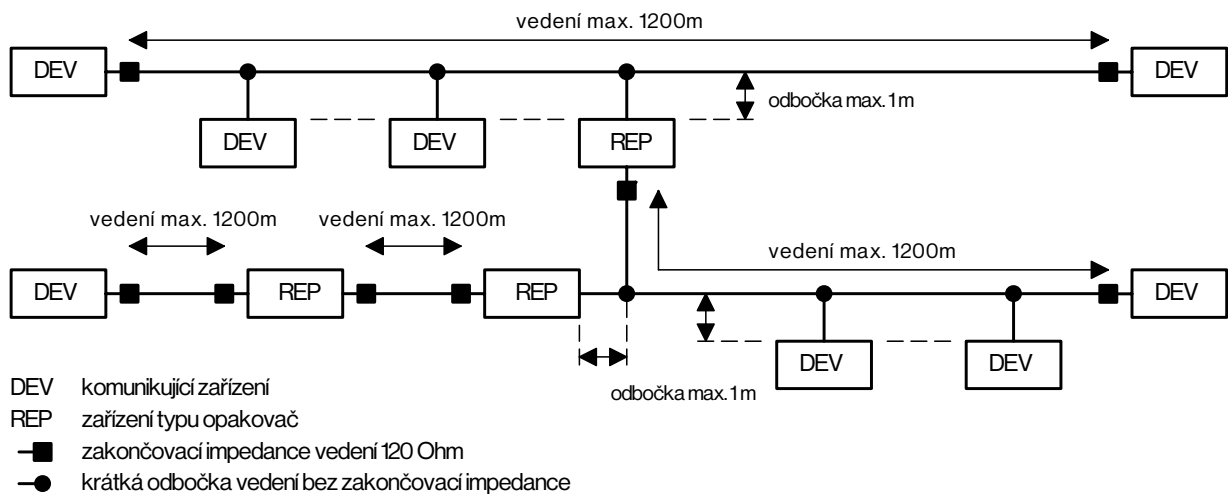 vedení max. 1200m
DEV
DEV
odbočka max. 1m
DEV
DEV
REP
vedení max. 1200m
vedení max. 1200m
vedení max. 1200m
DEV
REP
REP
DEV
DEV
DEV
odbočka max. 1m
DEV komunikující zařízení
REP zařízení typu opakovač
zakončovací impedance vedení 120 Ohm
krátká odbočka vedení bez zakončovací impedance